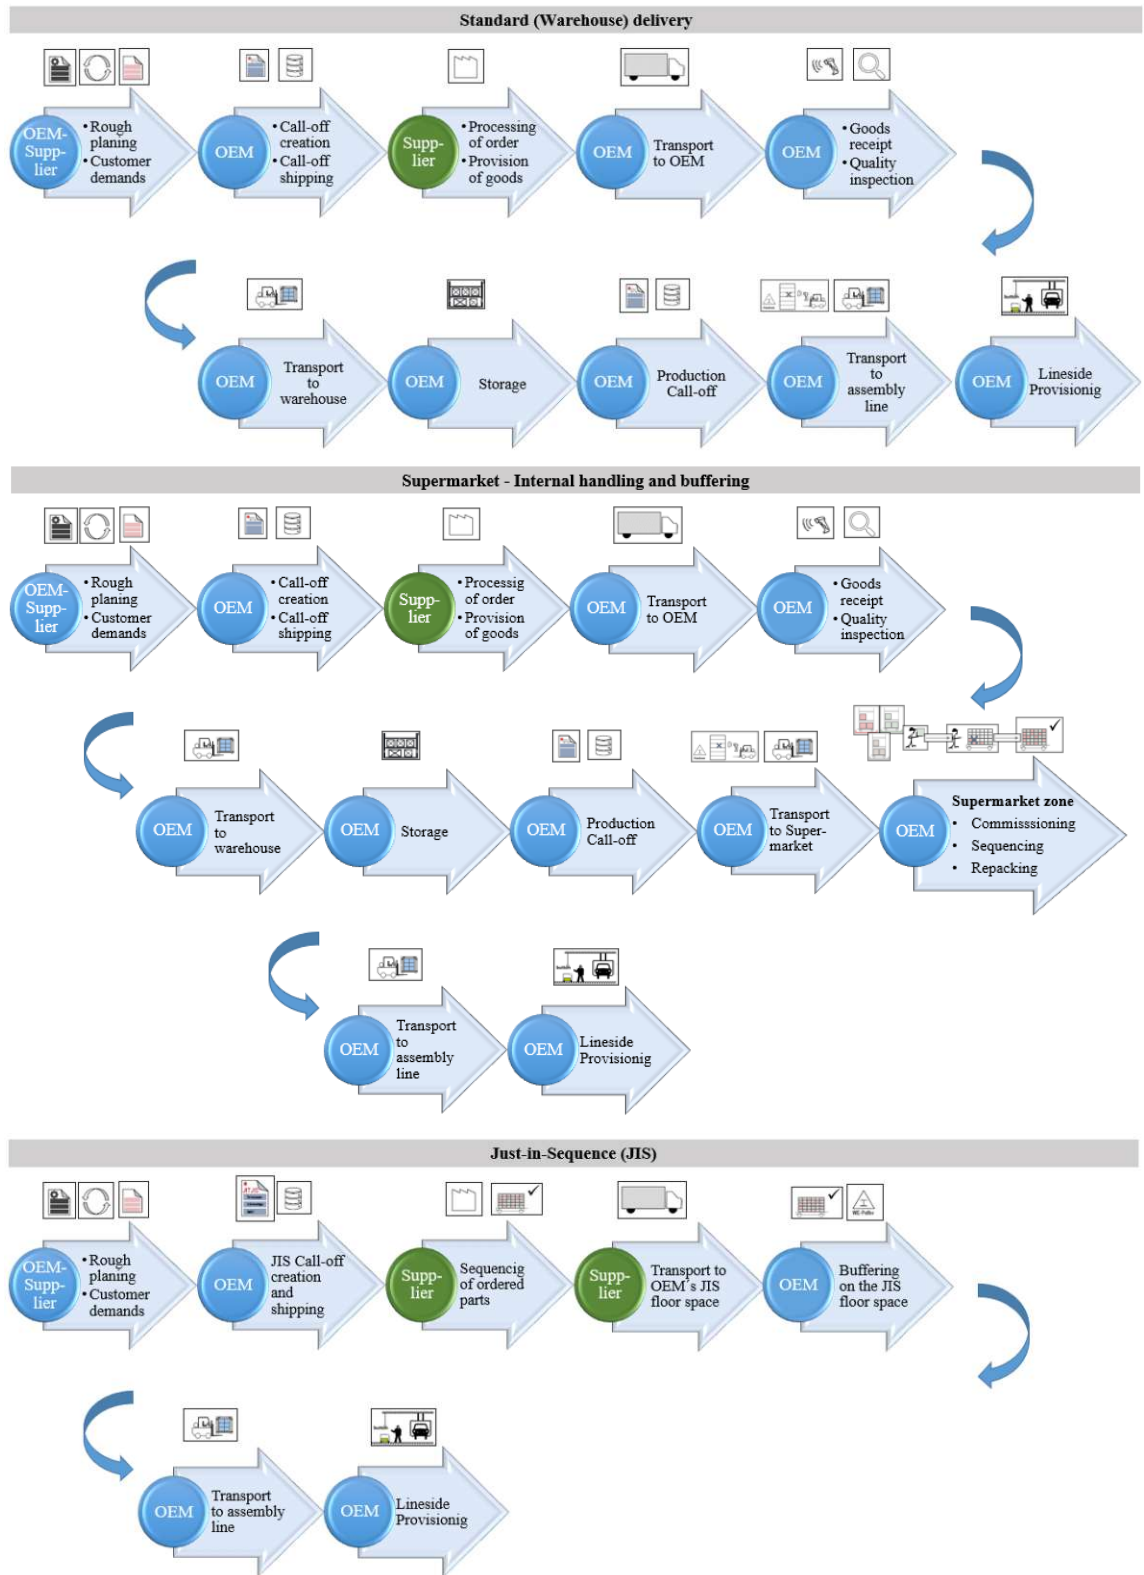 Standard (Warehouse) delivery
OEM-
Supp-
lier
• Rough
planing
• Customer
demands
OEM
• Call-off
creation
• Call-off
shipping
Supp-
lier
• Processing
of order
• Provision
of goods
OEM
Transport
to OEM
OEM
• Goods
receipt
• Quality
inspection
OEM
Transport
to
warehouse
OEM
Storage
OEM
Production
Call-off
OEM
Transport
to
assembly
line
OEM
Lineside
Provisionig
Supermarket - Internal handling and buffering
OEM-
Supp-
lier
• Rough
planing
• Customer
demands
OEM
• Call-off
creation
• Call-off
shipping
Supp-
lier
• Processig
of order
• Provision
of goods
OEM
Transport
to OEM
OEM
• Goods
receipt
• Quality
inspection
OEM
Transport
to
warehouse
OEM
Storage
OEM
Production
Call-off
OEM
Transport
to Super-
market
OEM
Supermarket zone
• Commisssioning
• Sequencing
• Repacking
OEM
Transport
to
assembly
line
OEM
Lineside
Provisionig
Just-in-Sequence (JIS)
OEM-
Supp-
lier
• Rough
planing
• Customer
demands
OEM
JIS Call-off
creation
and
shipping
Supp-
lier
Sequencig
of ordered
parts
Supp-
lier
Transport to
OEM´s JIS
floor space
OEM
Buffering
on the JIS
floor space
OEM
Transport
to assembly
line
OEM
Lineside
Provisionig